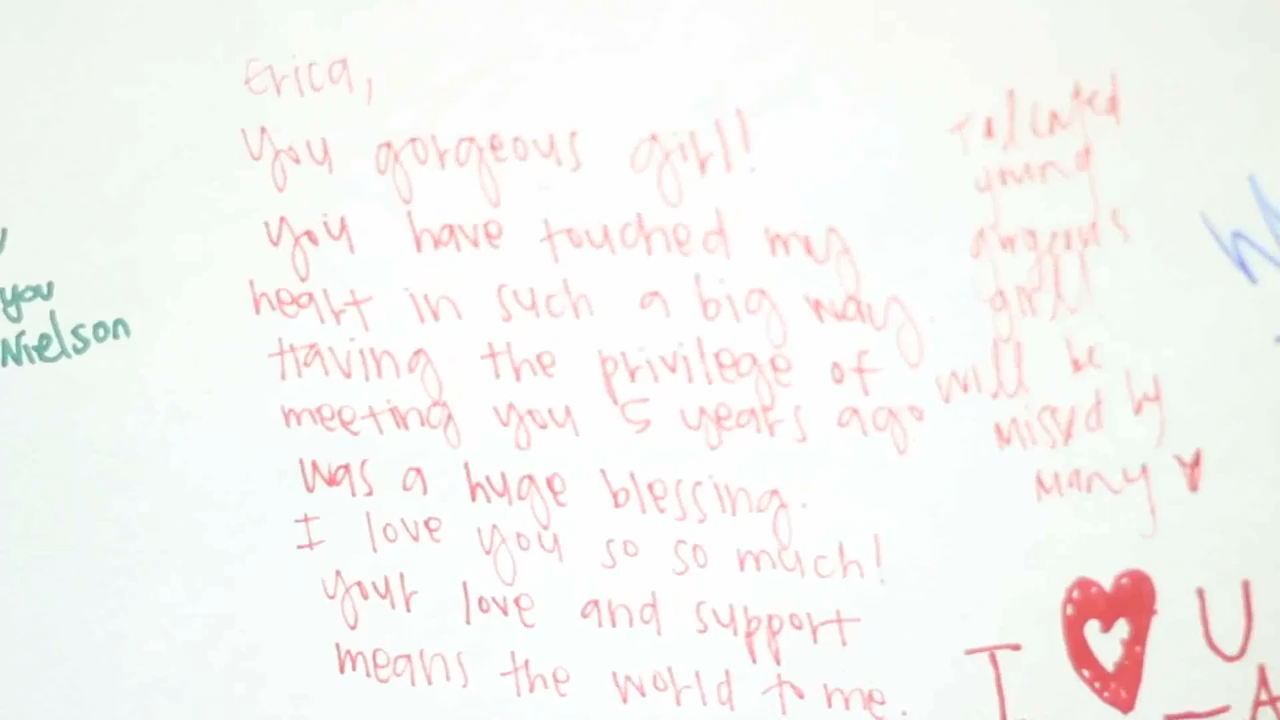 Erica,
You gorgeous girl!
You have touched my
heart in such a big way.
Having the privilege of
meeting you 5 years ago
was a huge blessing.
I love you so so much!
your love and support
means the world to me.
Talented
young
gorgeous
girl!
will be
missed by
many
you
Nielson
I U